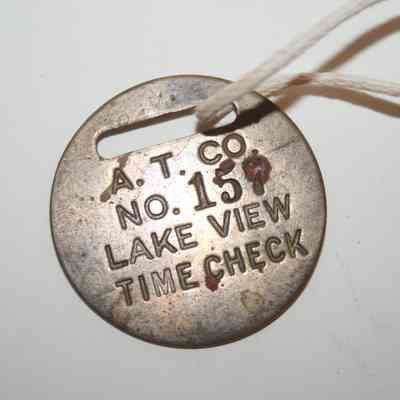 A. T. CO.
NO. 15
LAKE VIEW
TIME CHECK